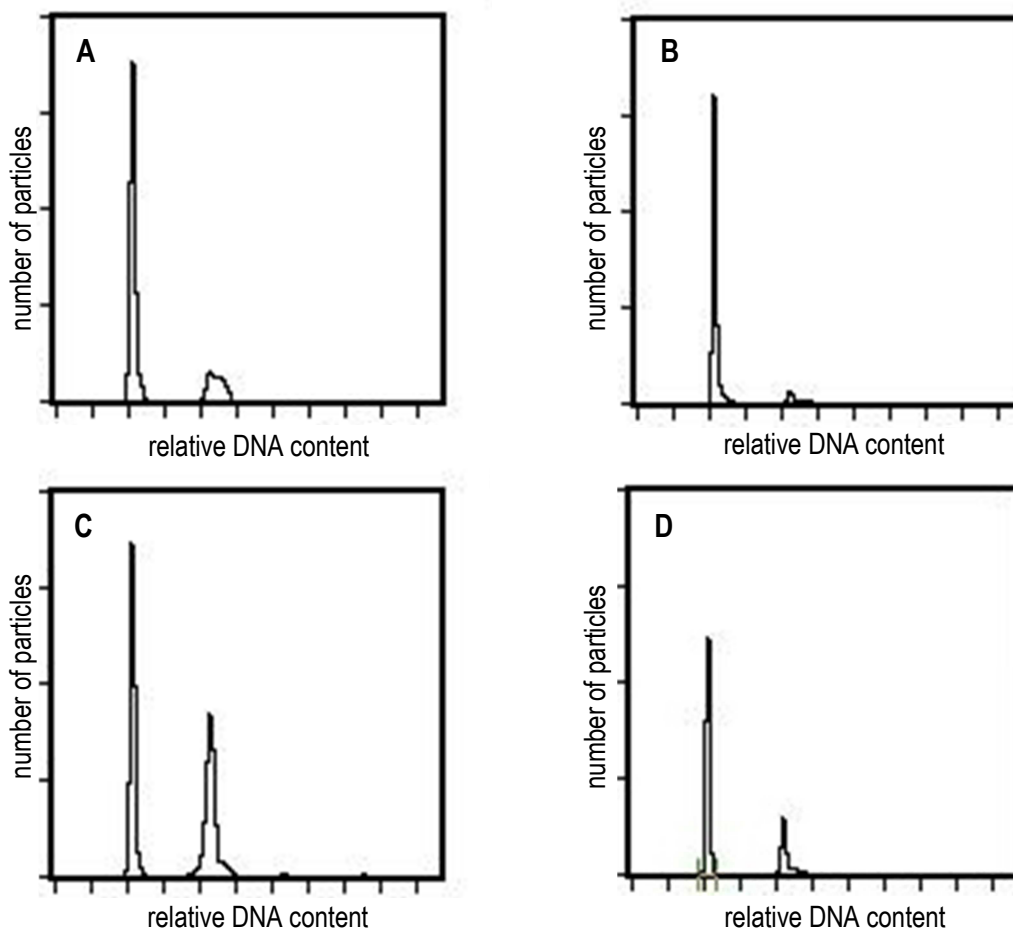 A
number of particles
relative DNA content
B
number of particles
relative DNA content
C
number of particles
relative DNA content
D
number of particles
relative DNA content